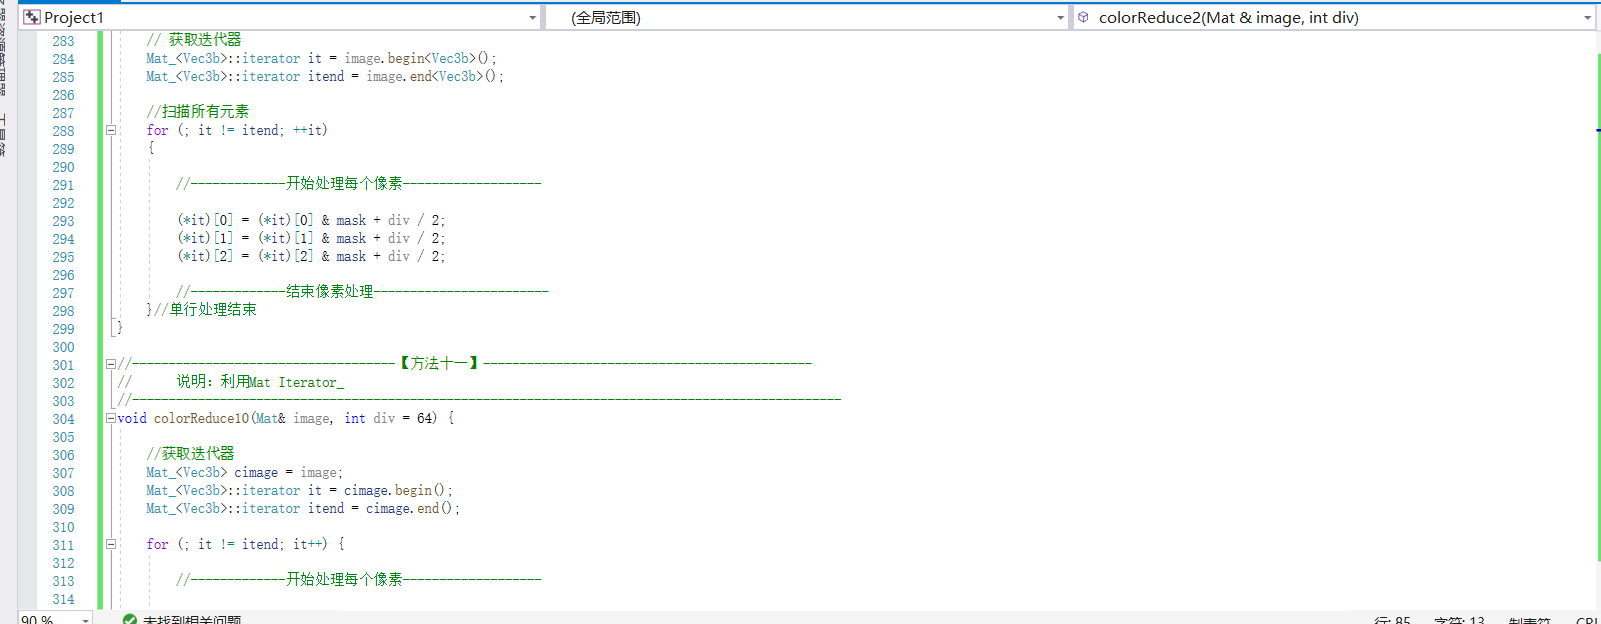 Project1
(全局范围)
colorReduce2(Mat & image, int div)
283 // 获取迭代器
284 Mat_<Vec3b>::iterator it = image.begin<Vec3b>();
285 Mat_<Vec3b>::iterator itend = image.end<Vec3b>();
286
287 //扫描所有元素
288 for (; it != itend; ++it)
289 {
290
291 //-------------开始处理每个像素-------------------
292
293 (*it)[0] = (*it)[0] & mask + div / 2;
294 (*it)[1] = (*it)[1] & mask + div / 2;
295 (*it)[2] = (*it)[2] & mask + div / 2;
296
297 //-------------结束像素处理------------------------
298 }//单行处理结束
299 }
300
301 //------------------------------------【方法十一】---------------------------------------------
302 // 说明：利用Mat Iterator_
303 //-----------------------------------------------------------------------------------------------------
304 void colorReduce10(Mat& image, int div = 64) {
305
306 //获取迭代器
307 Mat_<Vec3b> cimage = image;
308 Mat_<Vec3b>::iterator it = cimage.begin();
309 Mat_<Vec3b>::iterator itend = cimage.end();
310
311 for (; it != itend; it++) {
312
313 //-------------开始处理每个像素-------------------
314
90 %
未找到相关问题
行: 85
字符: 13
制表符